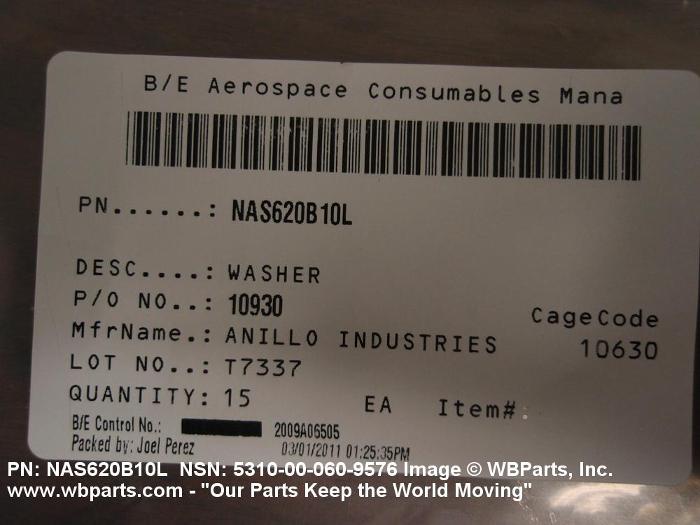 B/E Aerospace Consumables Mana
PN......: NAS620B10L
DESC....: WASHER
P/O NO..: 10930
CageCode
MfrName.: ANILLO INDUSTRIES
10630
LOT NO..: T7337
QUANTITY: 15 EA Item#:
B/E Control No.: 2009A06505
Packed by: Joel Perez 03/01/2011 01:25:35PM
PN: NAS620B10L NSN: 5310-00-060-9576 Image © WBParts, Inc.
www.wbparts.com - "Our Parts Keep the World Moving"